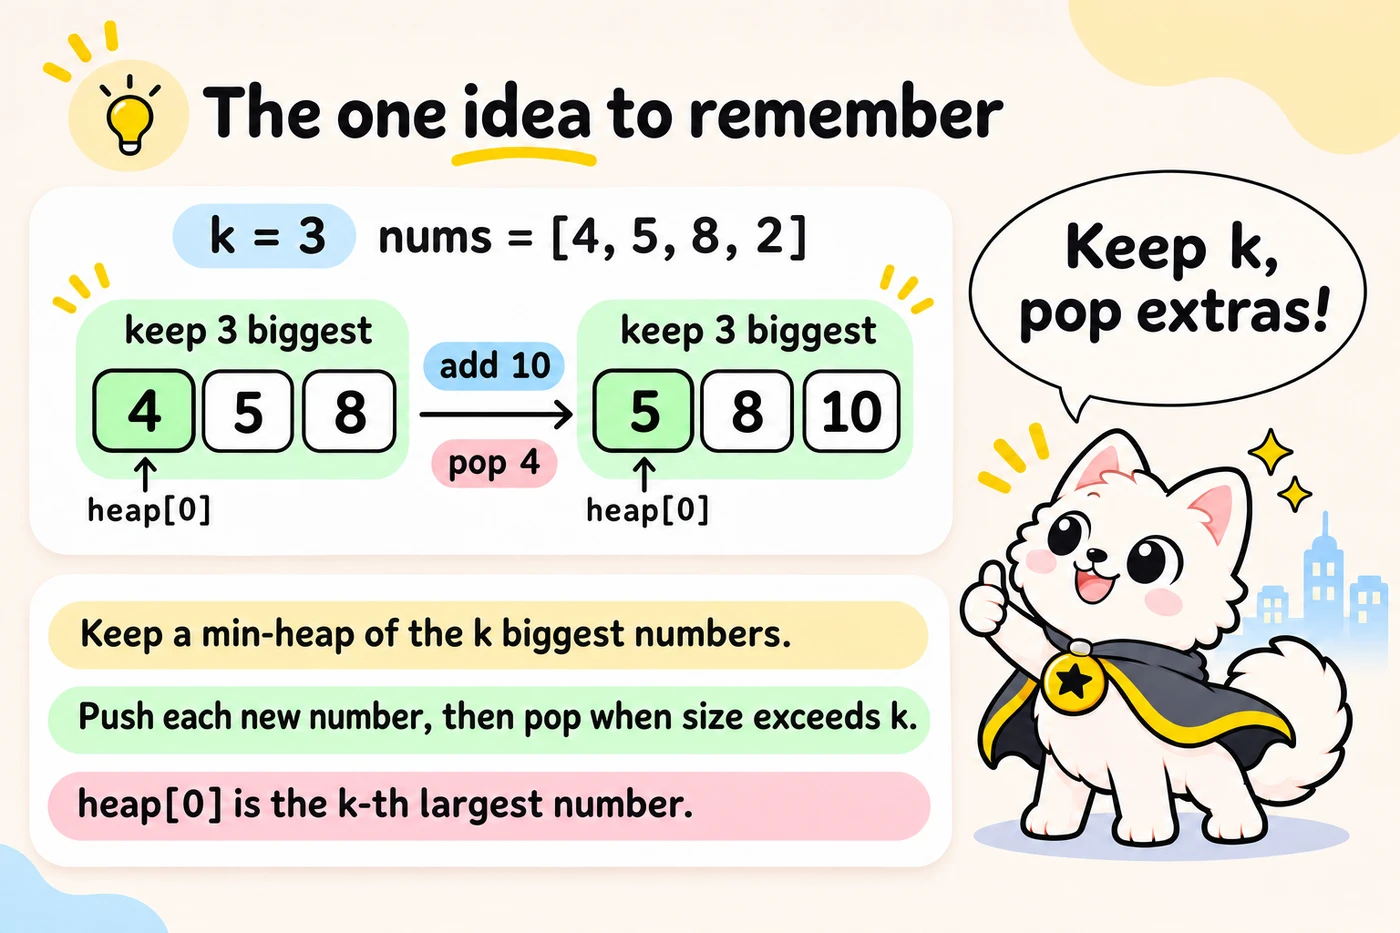 The one idea to remember
k = 3 nums = [4, 5, 8, 2]
keep 3 biggest
4 5 8
heap[0]
add 10
pop 4
keep 3 biggest
5 8 10
heap[0]
Keep k,
pop extras!
Keep a min-heap of the k biggest numbers.
Push each new number, then pop when size exceeds k.
heap[0] is the k-th largest number.